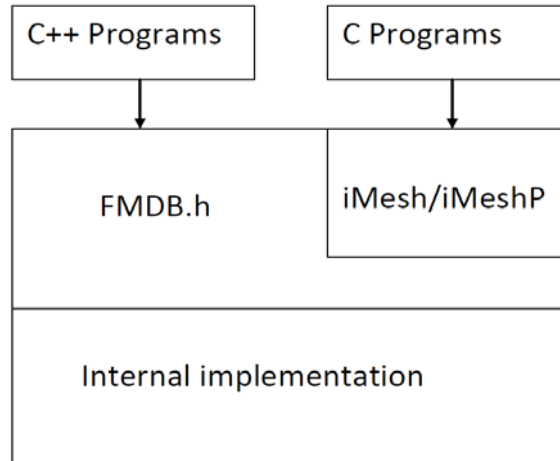 C++ Programs
C Programs
FMDB.h
iMesh/iMeshP
Internal implementation